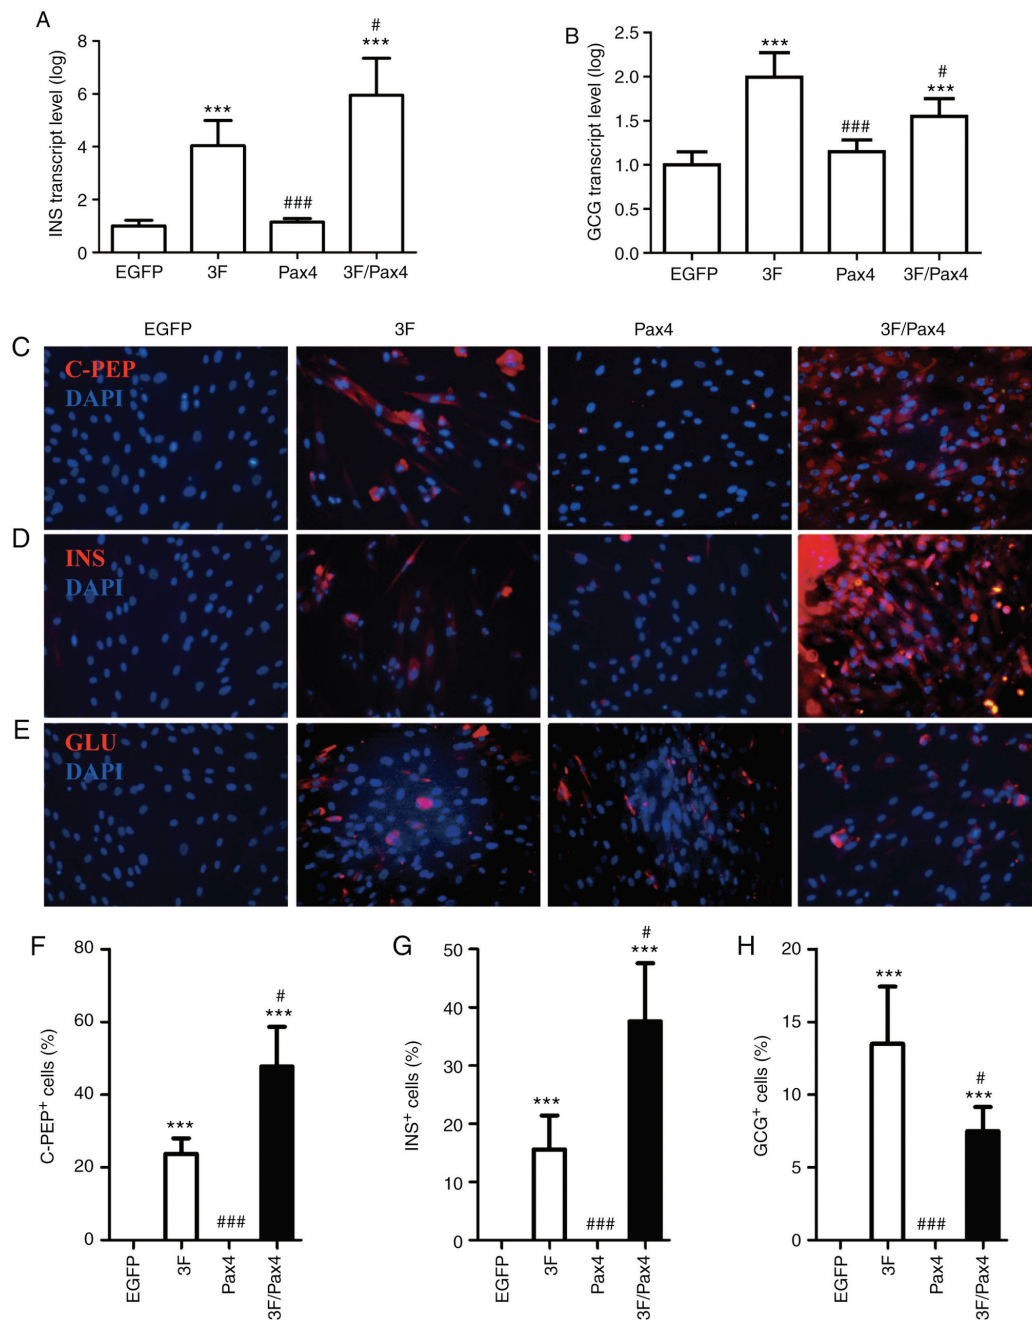 A
INS transcript level (log)
8
6
4
2
0
***
###
#
***
EGFP 3F Pax4 3F/Pax4
B
GCG transcript level (log)
2.5
2.0
1.5
1.0
0.5
0.0
***
###
#
***
EGFP 3F Pax4 3F/Pax4
EGFP 3F Pax4 3F/Pax4
C
C-PEP
DAPI
D
INS
DAPI
E
GLU
DAPI
F
C-PEP+ cells (%)
80
60
40
20
0
***
###
#
***
EGFP
3F
Pax4
3F/Pax4
G
INS+ cells (%)
50
40
30
20
10
0
***
###
#
***
EGFP
3F
Pax4
3F/Pax4
H
GCG+ cells (%)
20
15
10
5
0
***
###
#
***
EGFP
3F
Pax4
3F/Pax4